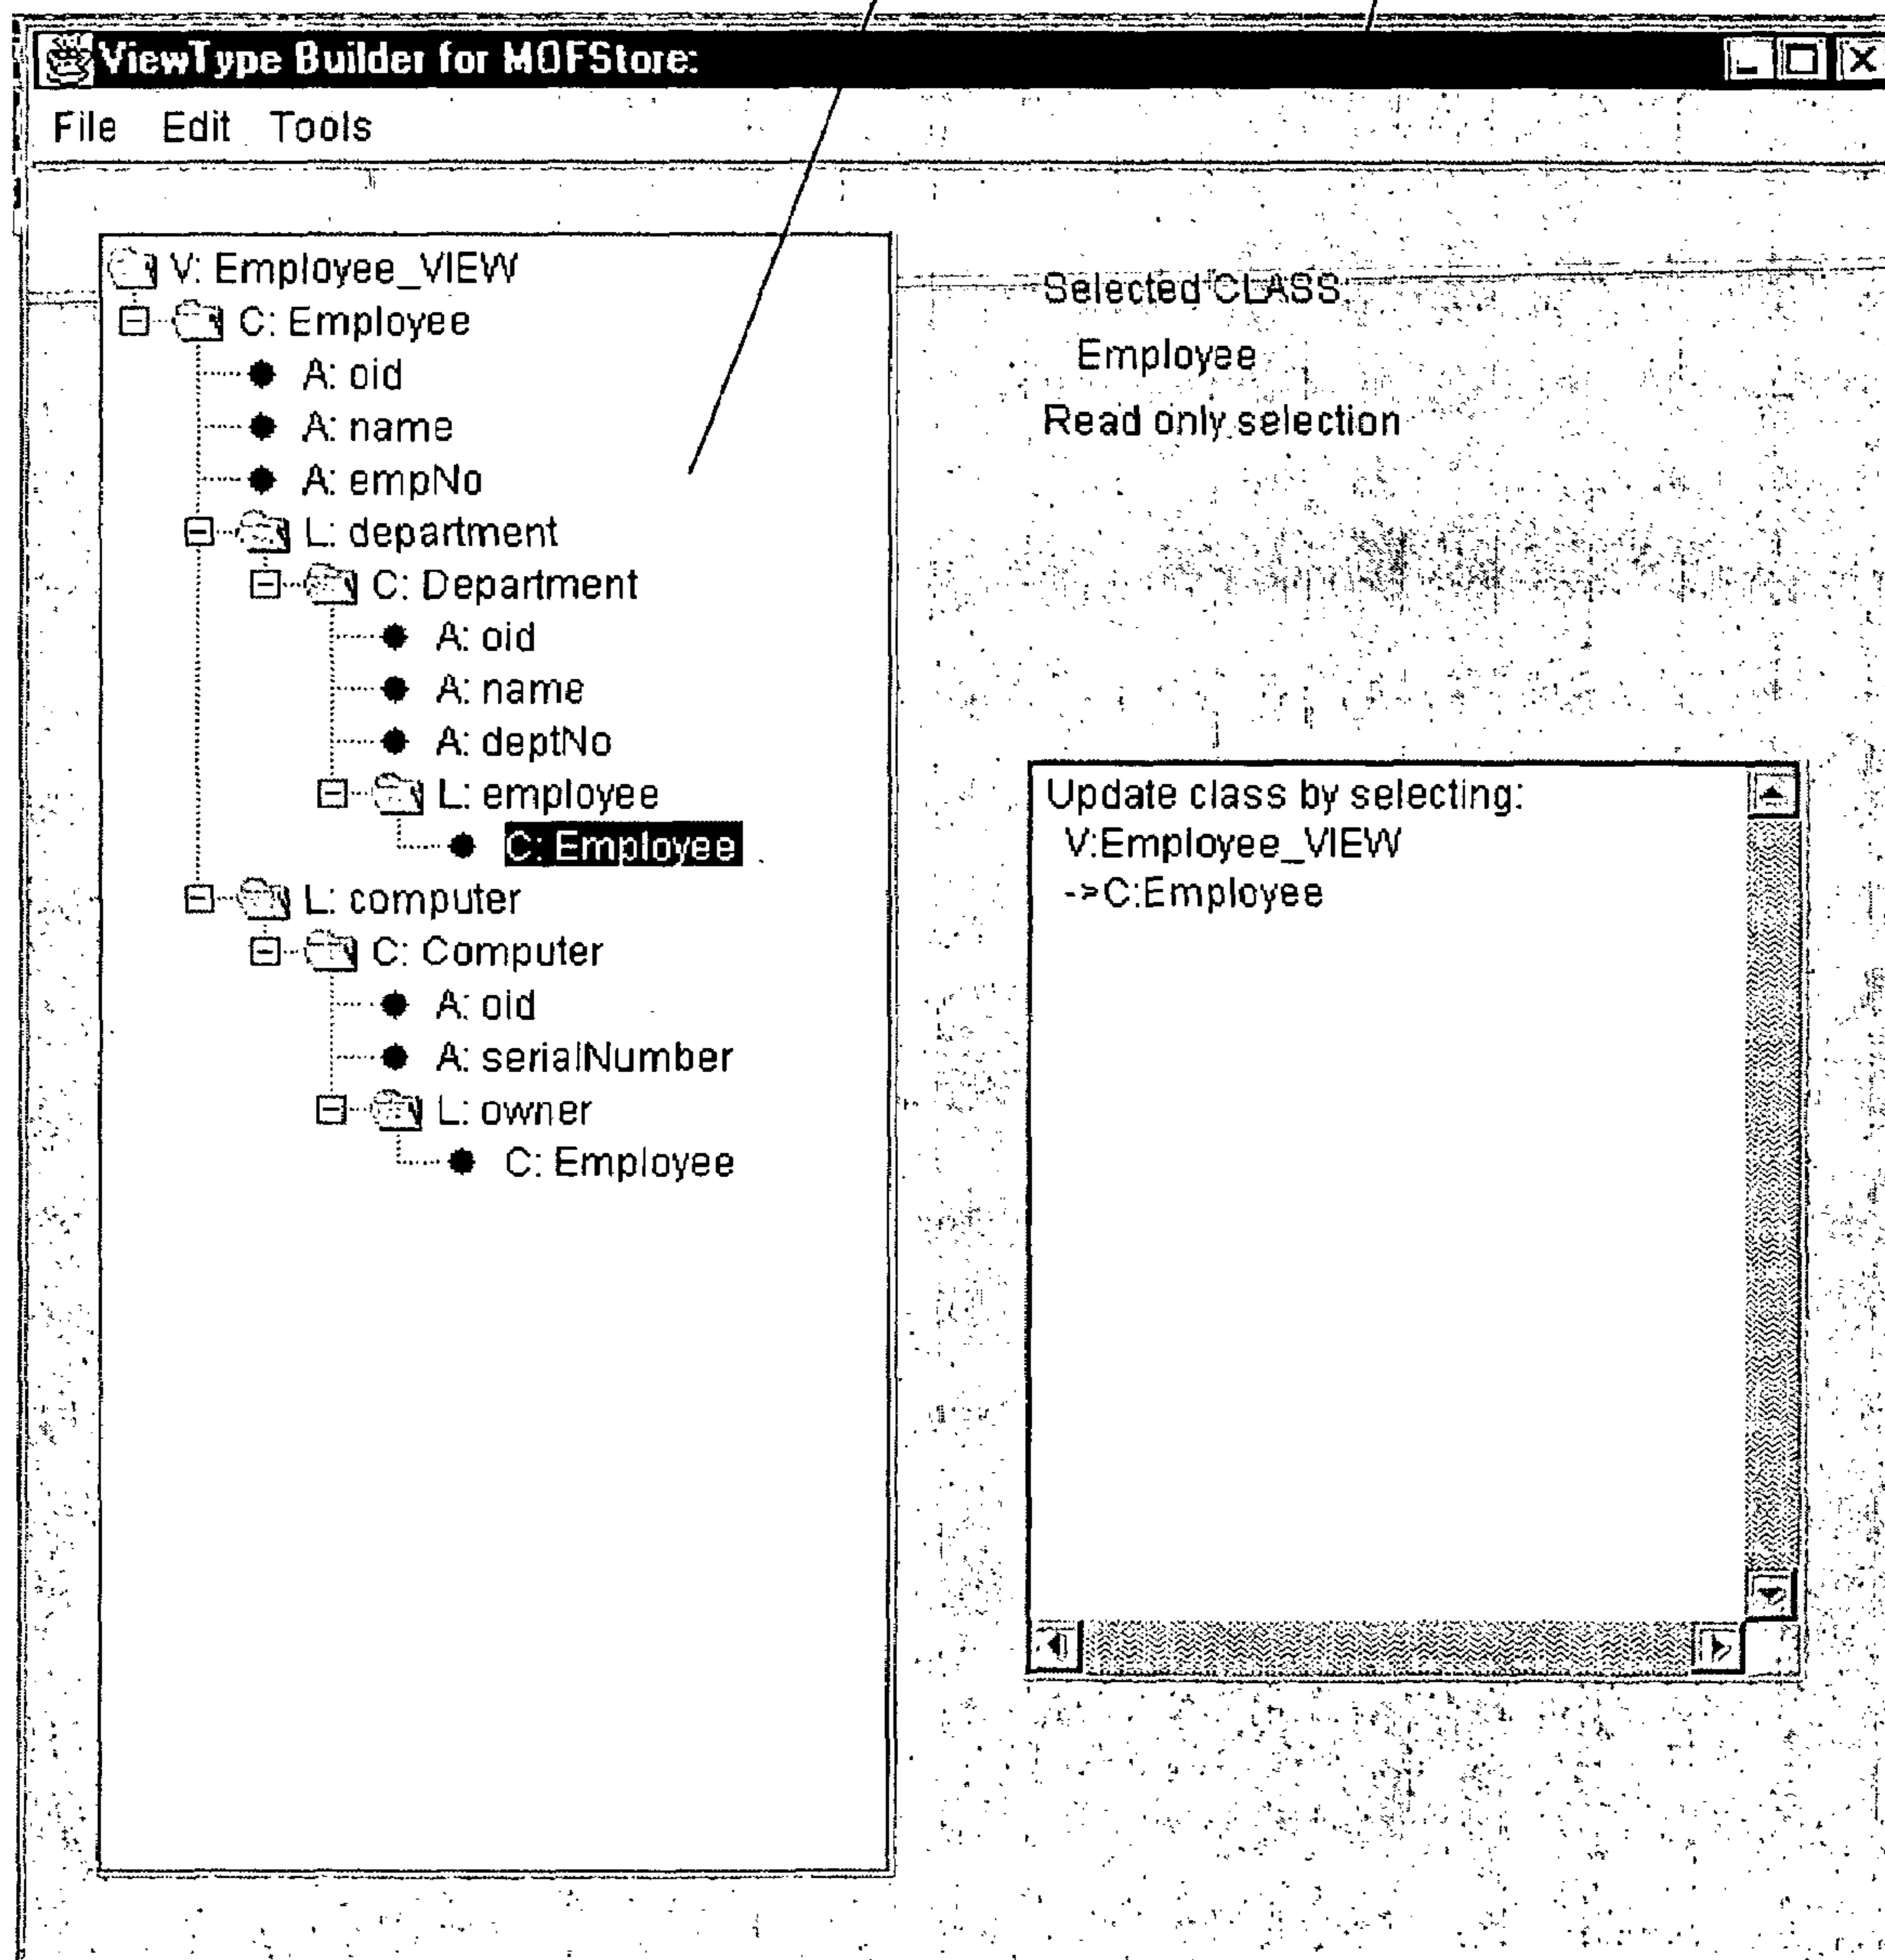 ViewType Builder for MOFStore:
File Edit Tools
V: Employee_VIEW
C: Employee
A: oid
A: name
A: empNo
L: department
C: Department
A: oid
A: name
A: deptNo
L: employee
C: Employee
L: computer
C: Computer
A: oid
A: serialNumber
L: owner
C: Employee
Selected CLASS:
Employee
Read only selection
Update class by selecting:
V:Employee_VIEW
->C:Employee